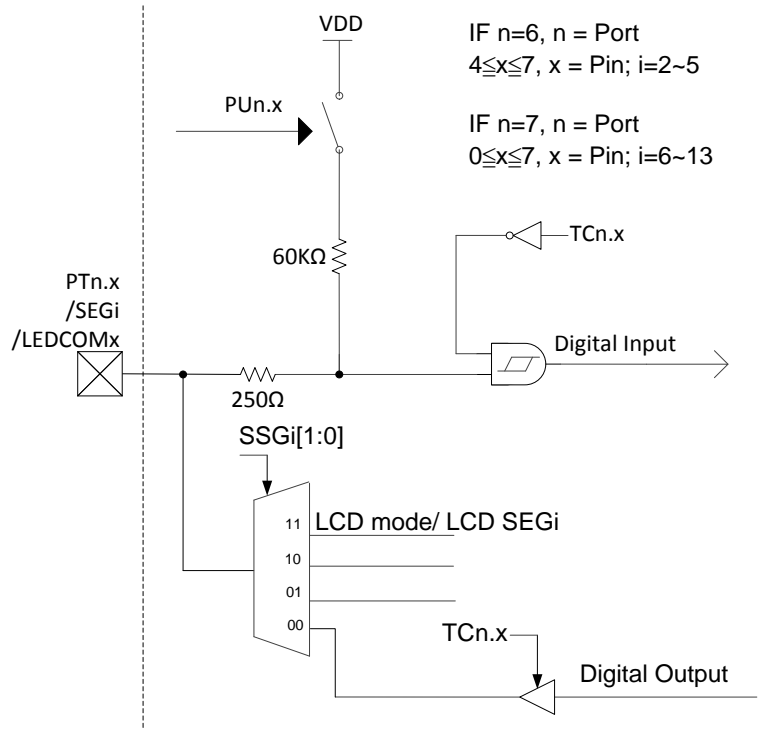 VDD
IF n=6, n = Port
4≦x≦7, x = Pin; i=2~5
PUn.x
IF n=7, n = Port
0≦x≦7, x = Pin; i=6~13
TCn.x
60KΩ
PTn.x
/SEGi
/LEDCOMx
Digital Input
250Ω
SSGi[1:0]
11
LCD mode/ LCD SEGi
10
01
00
TCn.x
Digital Output